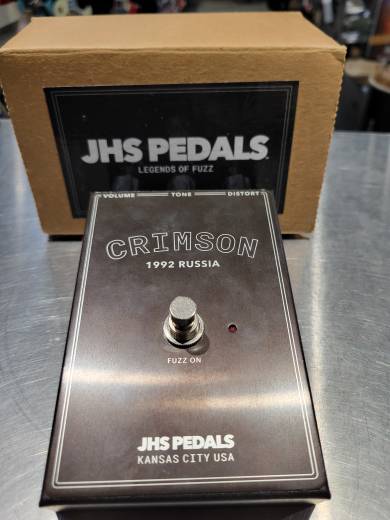 JHS PEDALS
LEGENDS OF FUZZ
VOLUME TONE DISTORT
CRIMSON
1992 RUSSIA
FUZZ ON
JHS PEDALS
KANSAS CITY USA